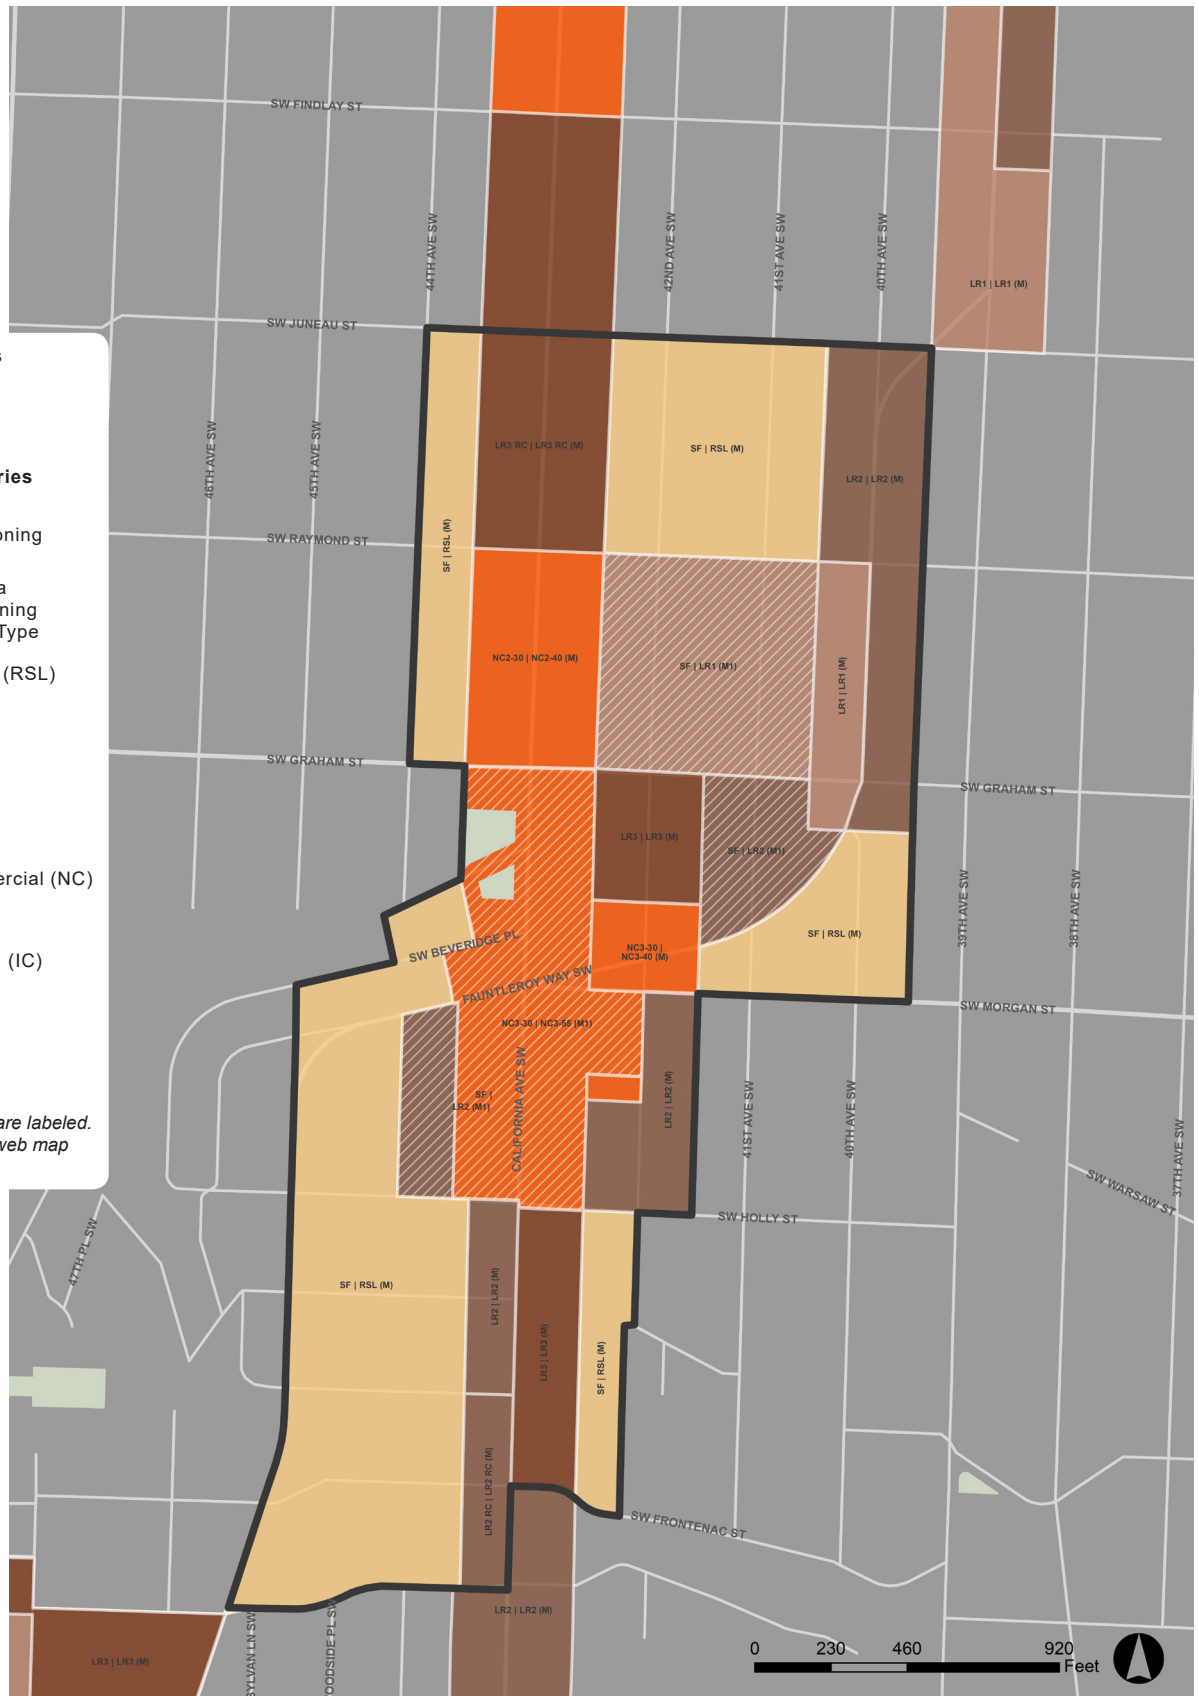 SW FINDLAY ST
44TH AVE SW
42ND AVE SW
41ST AVE SW
40TH AVE SW
LR1 | LR1 (M)
SW JUNEAU ST
s
ries
oning
a
ning
Type
(RSL)
ercial (NC)
(IC)
are labeled.
web map
46TH AVE SW
45TH AVE SW
LR3 RC | LR3 RC (M)
SF | RSL (M)
LR2 | LR2 (M)
SF | RSL (M)
SW RAYMOND ST
NC2-30 | NC2-40 (M)
SF | LR1 (M1)
LR1 | LR1 (M)
SW GRAHAM ST
SW GRAHAM ST
LR3 | LR3 (M)
SF | LR2 (M1)
39TH AVE SW
38TH AVE SW
SF | RSL (M)
SW BEVERIDGE PL
NC3-30 |
NC3-40 (M)
FAUNTLEROY WAY SW
SW MORGAN ST
NC3-30 | NC3-55 (M1)
CALIFORNIA AVE SW
SF |
LR2 (M1)
LR2 | LR2 (M)
41ST AVE SW
40TH AVE SW
37TH AVE SW
SW WARSAW ST
SW HOLLY ST
47TH PL SW
SF | RSL (M)
LR2 | LR2 (M)
LR3 | LR3 (M)
SF | RSL (M)
LR2 RC | LR2 RC (M)
SW FRONTENAC ST
LR2 | LR2 (M)
SYLVAN LN SW
OODSIDE PL SW
LR3 | LR3 (M)
0 230 460 920
Feet